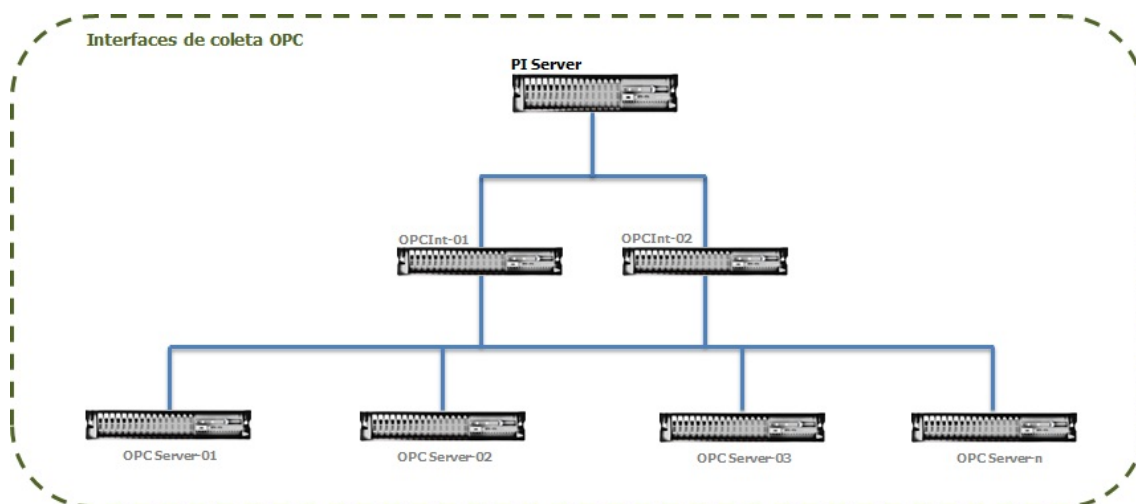 Interfaces de coleta OPC
PI Server
OPCInt-01
OPCInt-02
OPC Server-01
OPC Server-02
OPC Server-03
OPC Server-n